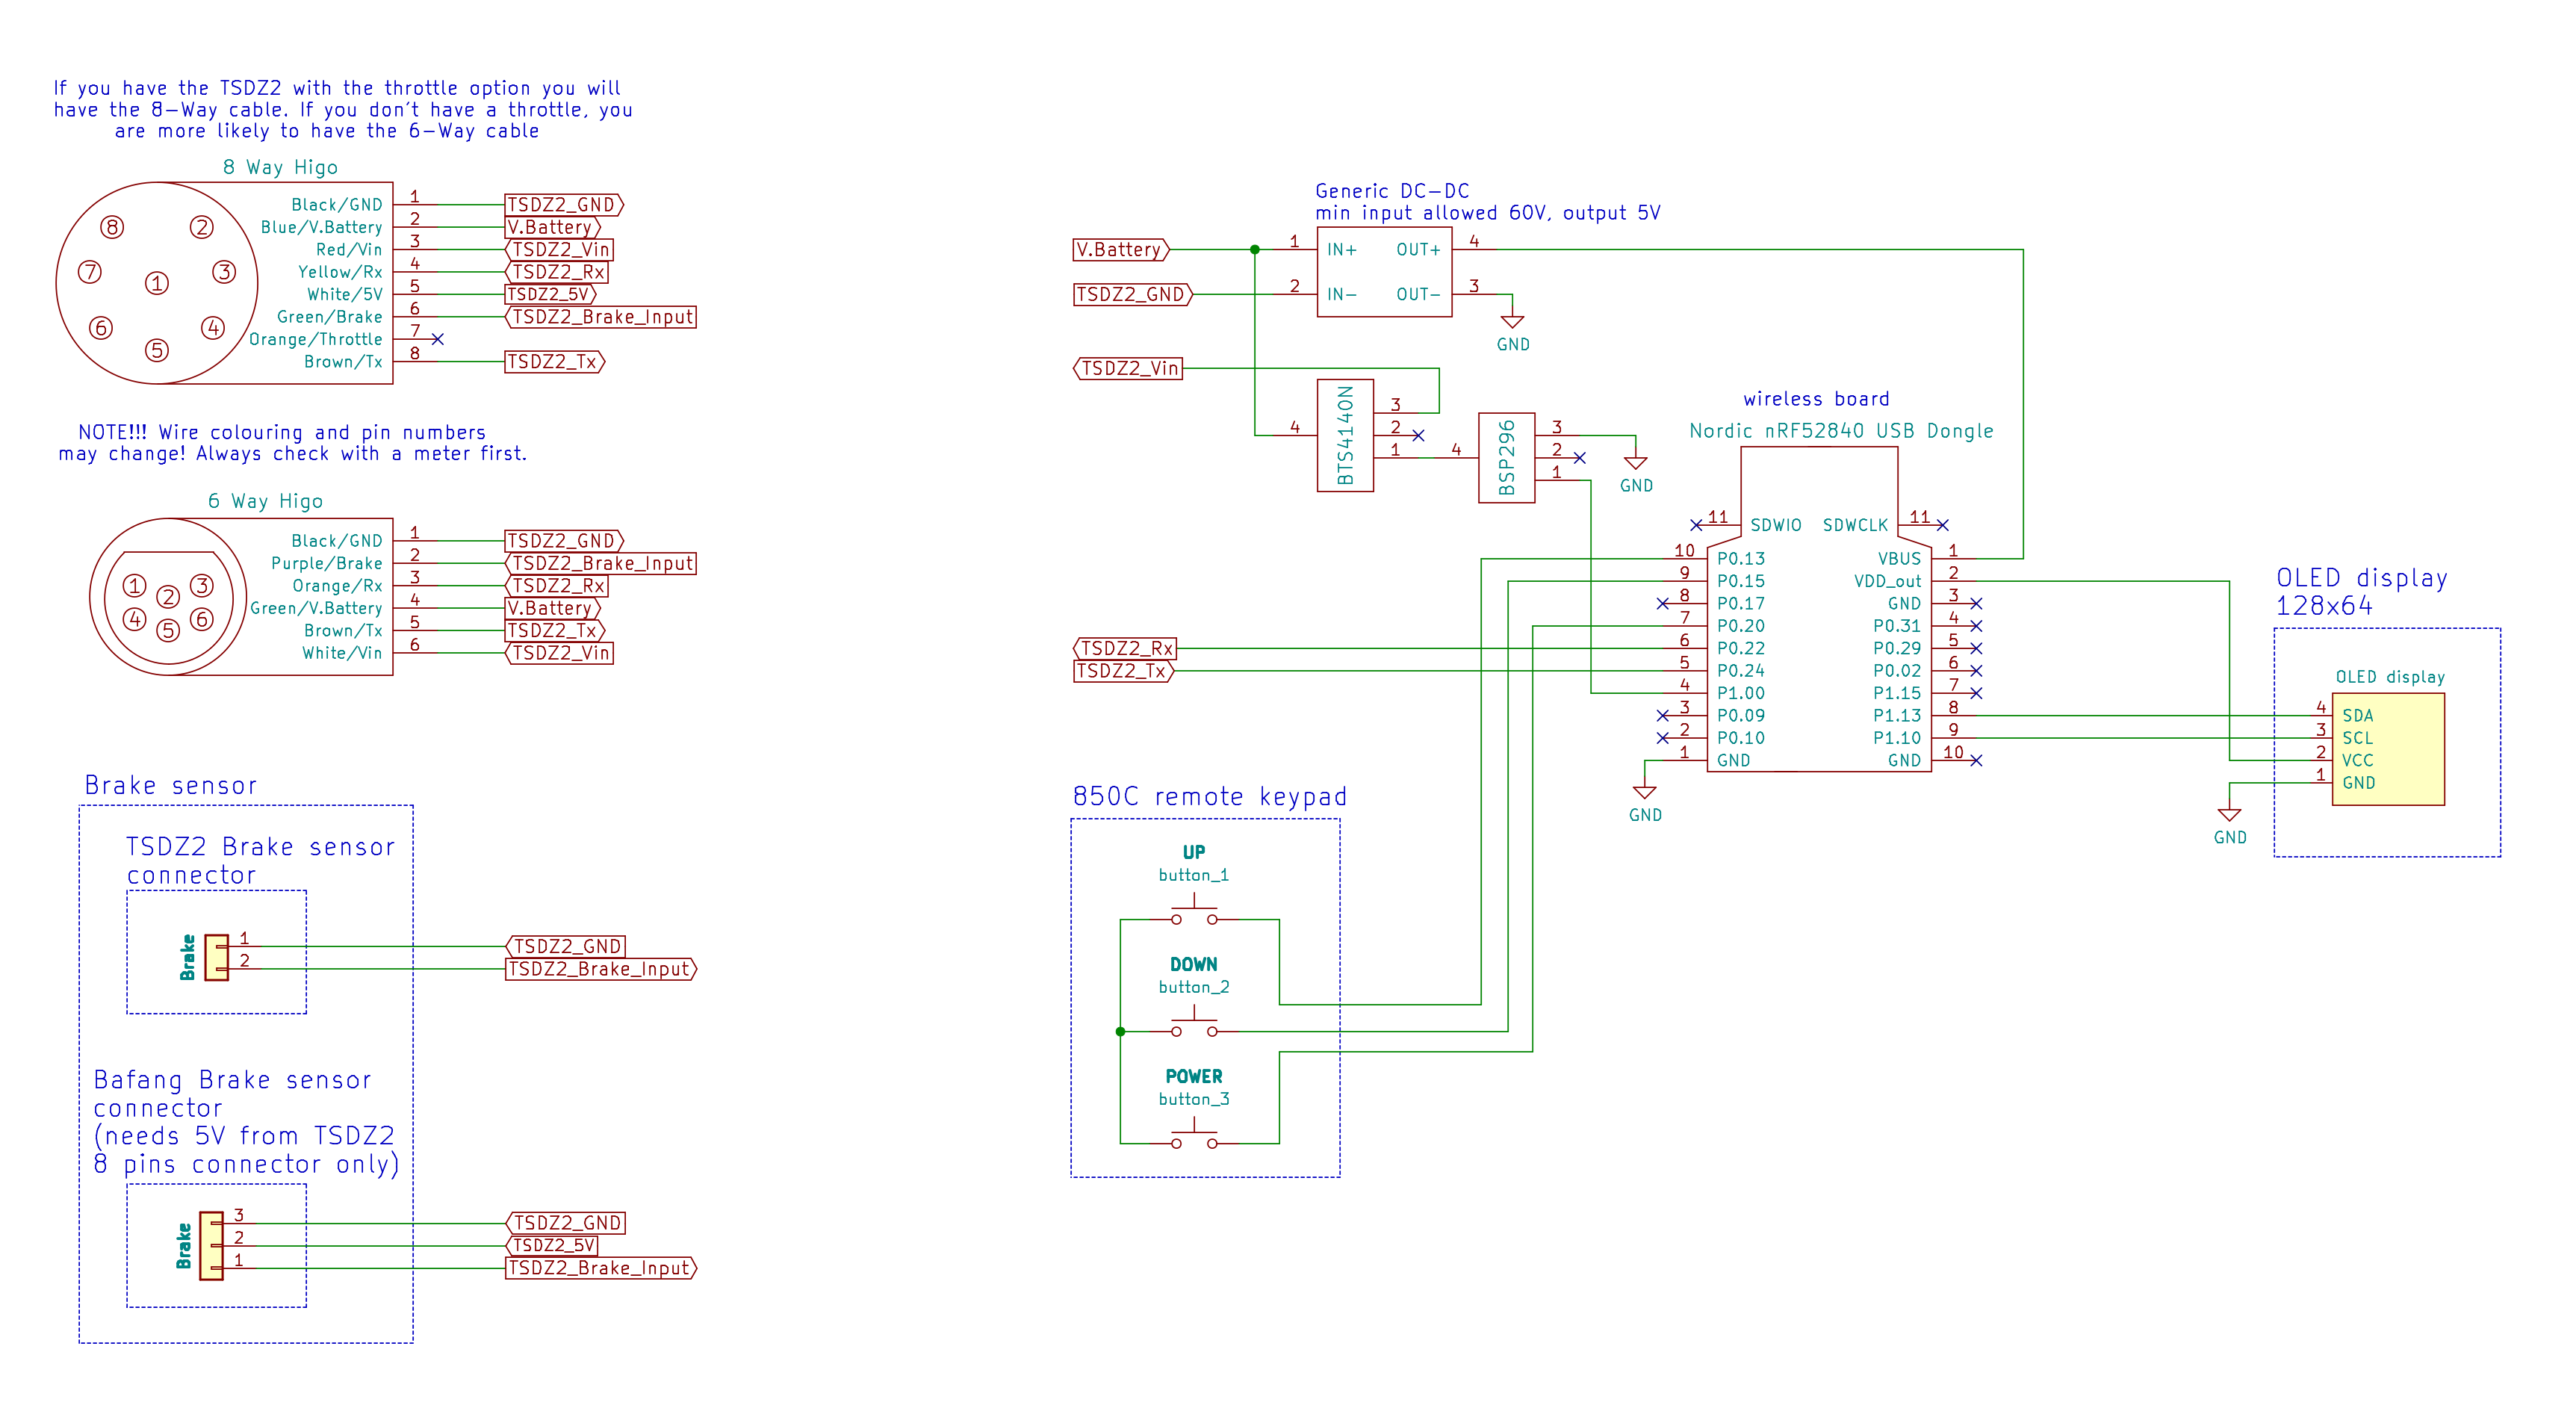 If you have the TSDZ2 with the throttle option you will
have the 8-Way cable. If you don't have a throttle, you
are more likely to have the 6-Way cable
8 Way Higo
8
2
7
3
1
6
4
5
Black/GND 1 TSDZ2_GND
Blue/V.Battery 2 V.Battery
Red/Vin 3 TSDZ2_Vin
Yellow/Rx 4 TSDZ2_Rx
White/5V 5 TSDZ2_5V
Green/Brake 6 TSDZ2_Brake_Input
Orange/Throttle 7
Brown/Tx 8 TSDZ2_Tx
NOTE!!! Wire colouring and pin numbers
may change! Always check with a meter first.
6 Way Higo
1
2
3
4
5
6
Black/GND 1 TSDZ2_GND
Purple/Brake 2 TSDZ2_Brake_Input
Orange/Rx 3 TSDZ2_Rx
Green/V.Battery 4 V.Battery
Brown/Tx 5 TSDZ2_Tx
White/Vin 6 TSDZ2_Vin
Brake sensor
TSDZ2 Brake sensor
connector
Brake
1 TSDZ2_GND
2 TSDZ2_Brake_Input
Bafang Brake sensor
connector
(needs 5V from TSDZ2
8 pins connector only)
Brake
3 TSDZ2_GND
2 TSDZ2_5V
1 TSDZ2_Brake_Input
Generic DC-DC
min input allowed 60V, output 5V
V.Battery 1 IN+ OUT+ 4
TSDZ2_GND 2 IN- OUT- 3
GND
TSDZ2_Vin
4 BTS4140N 3
2
1
4 BSP296 3
2
1
GND
wireless board
Nordic nRF52840 USB Dongle
11 SDWIO SDWCLK 11
10 P0.13 VBUS 1
9 P0.15 VDD_out 2
8 P0.17 GND 3
7 P0.20 P0.31 4
TSDZ2_Rx 6 P0.22 P0.29 5
TSDZ2_Tx 5 P0.24 P0.02 6
4 P1.00 P1.15 7
3 P0.09 P1.13 8
2 P0.10 P1.10 9
1 GND GND 10
GND
OLED display
128x64
OLED display
4 SDA
3 SCL
2 VCC
1 GND
GND
850C remote keypad
UP
button_1
DOWN
button_2
POWER
button_3